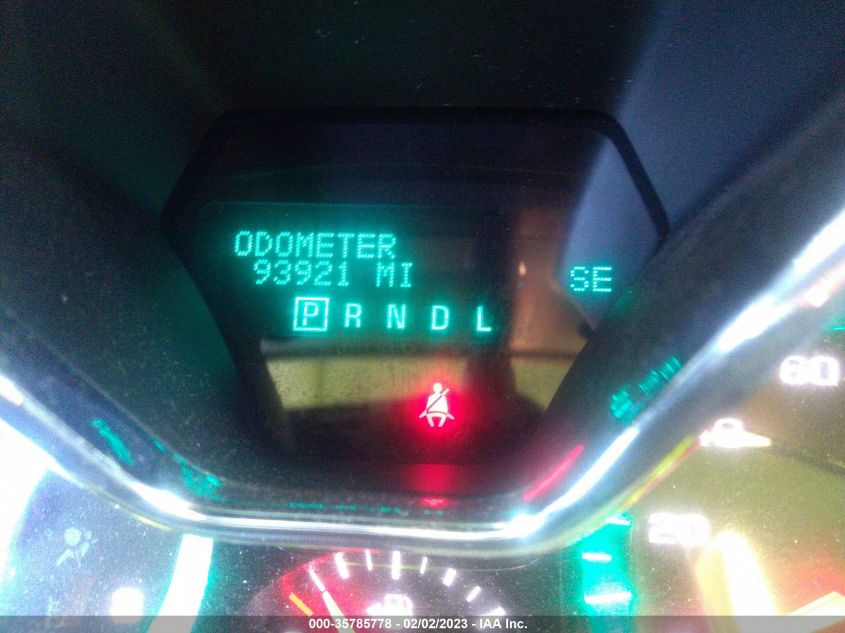 ODOMETER
93921 MI
SE
P R N D L
60
20
000-35785778 - 02/02/2023 - IAA Inc.